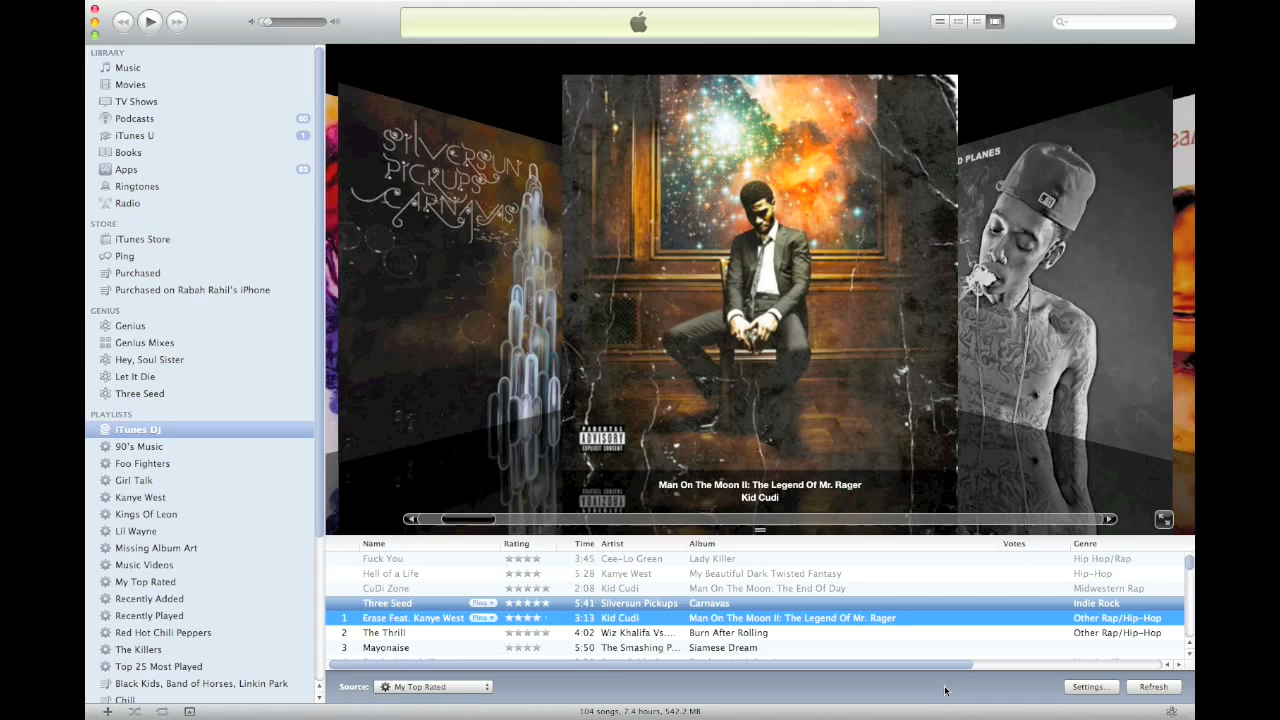 LIBRARY
Music
Movies
TV Shows
Podcasts 60
iTunes U 1
Books
Apps 63
Ringtones
Radio
STORE
iTunes Store
Ping
Purchased
Purchased on Rabah Rahil's iPhone
GENIUS
Genius
Genius Mixes
Hey, Soul Sister
Let It Die
Three Seed
PLAYLISTS
iTunes DJ
90's Music
Foo Fighters
Girl Talk
Kanye West
Kings Of Leon
Lil Wayne
Missing Album Art
Music Videos
My Top Rated
Recently Added
Recently Played
Red Hot Chili Peppers
The Killers
Top 25 Most Played
Black Kids, Band of Horses, Linkin Park
Chill
SILVERSUN
PICKUPS
CARNAVAS
PLANES
PARENTAL
ADVISORY
EXPLICIT CONTENT
Man On The Moon II: The Legend Of Mr. Rager
Kid Cudi
Name Rating Time Artist Album Votes Genre
Fuck You 3:45 Cee-Lo Green Lady Killer Hip Hop/Rap
Hell of a Life 5:28 Kanye West My Beautiful Dark Twisted Fantasy Hip-Hop
CuDi Zone 2:08 Kid Cudi Man On The Moon: The End Of Day Midwestern Rap
Three Seed Ping 5:41 Silversun Pickups Carnavas Indie Rock
1 Erase Feat. Kanye West Ping 3:13 Kid Cudi Man On The Moon II: The Legend Of Mr. Rager Other Rap/Hip-Hop
2 The Thrill 4:02 Wiz Khalifa Vs.... Burn After Rolling Other Rap/Hip-Hop
3 Mayonaise 5:50 The Smashing P... Siamese Dream
Source: My Top Rated Settings... Refresh
104 songs, 7.4 hours, 542.2 MB